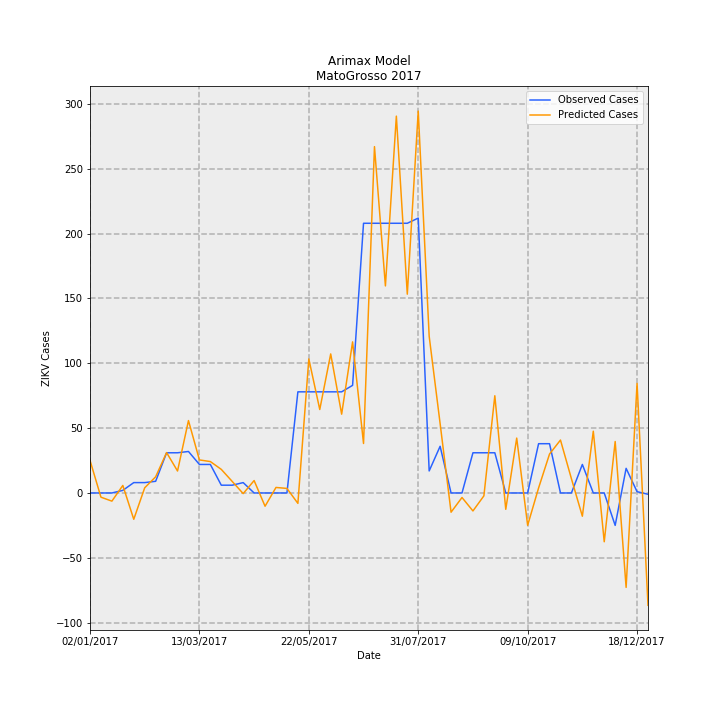 Arimax Model
MatoGrosso 2017
Observed Cases
Predicted Cases
300
250
200
150
100
50
0
−50
−100
ZIKV Cases
02/01/2017 13/03/2017 22/05/2017 31/07/2017 09/10/2017 18/12/2017
Date